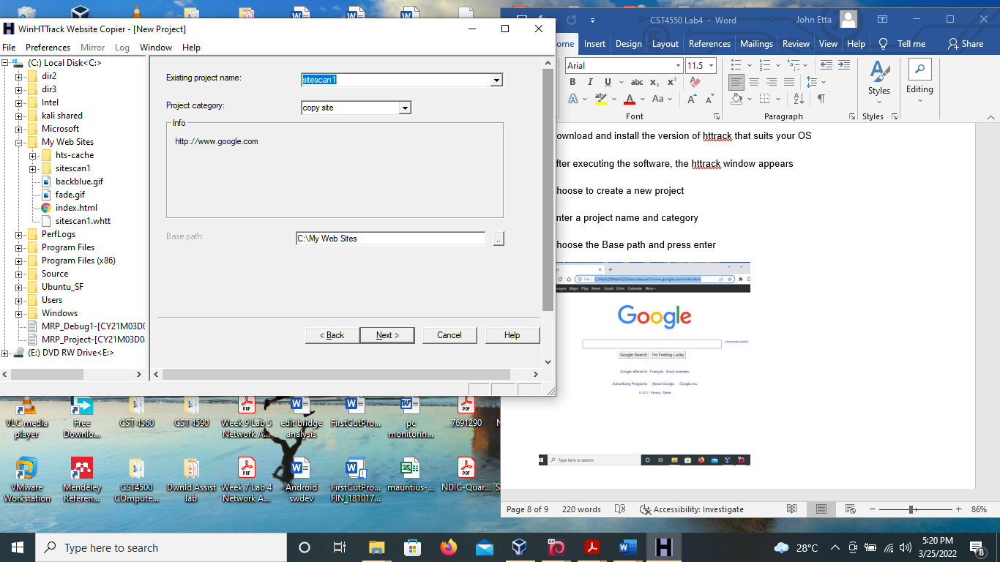 WinHTTrack Website Copier - [New Project]
File Preferences Mirror Log Window Help
(C:) Local Disk<C:>
dir2
dir3
Intel
kali shared
Microsoft
My Web Sites
hts-cache
sitescan1
backblue.gif
fade.gif
index.html
sitescan1.whtt
PerfLogs
Program Files
Program Files (x86)
Source
Ubuntu_SF
Users
Windows
MRP_Debug1-[CY21M03D0
MRP_Project-[CY21M03D0
(E:) DVD RW Drive<E:>
Existing project name: sitescan1
Project category: copy site
Info
http://www.google.com
Base path: C:\My Web Sites ..
< Back Next > Cancel Help
CST4550 Lab4 - Word John Etta
ome Insert Design Layout References Mailings Review View Help Tell me Share
Arial 11.5
B I U abc x₂ x²
A aby A Aa A A
Styles Editing
Font Paragraph Styles
ownload and install the version of httrack that suits your OS
fter executing the software, the httrack window appears
hoose to create a new project
nter a project name and category
hoose the Base path and press enter
File C:/My%20Web%20Sites/sitescan1/www.google.com/index.html
mages Maps Play News Gmail Drive Calendar More
Google
Advanced search
Google Search I'm Feeling Lucky
Google offered in: Français Kreol morisien
Advertising Programs About Google Google.mu
© 2022 - Privacy - Terms
Type here to search
Page 8 of 9 220 words Accessibility: Investigate 86%
VLC media player
Free Downlo...
CST 4560
CST 4590
Week 9 Lab 5 Network A...
edit bridge analysis
FirstCutPro...
pc monitorin...
7691290
VMware Workstation
Mendeley Referen...
CST4500 COmpute...
Dwnld Assist lab
Week 7 Lab 4 Network A...
Android swdev
FirstCutPro... FIN_181017...
mauritius-...
NDIC-Quar...
Type here to search
28°C
5:20 PM
3/25/2022
8